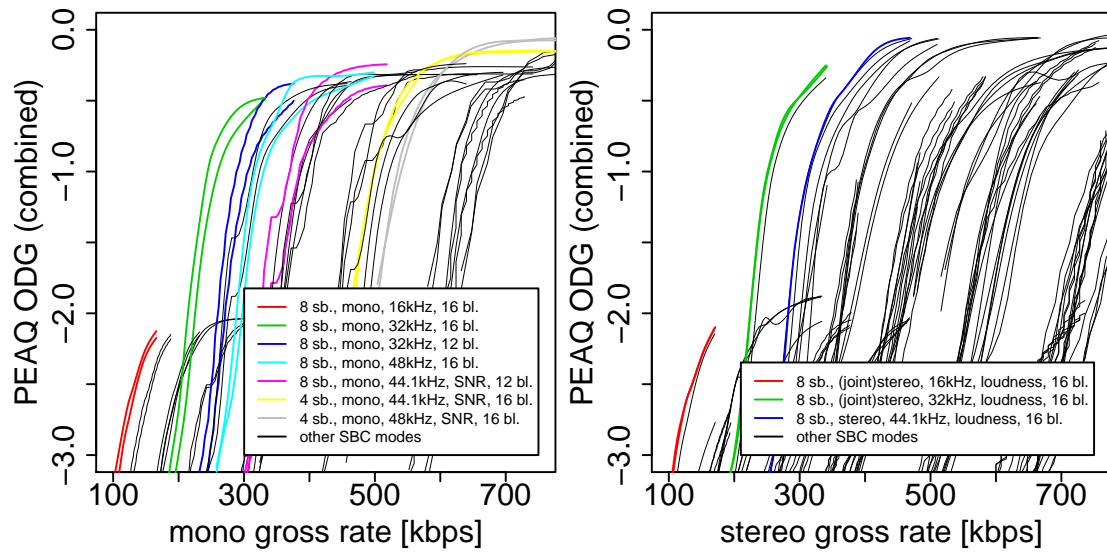 0.0
−1.0
−2.0
−3.0
PEAQ ODG (combined)
8 sb., mono, 16kHz, 16 bl.
8 sb., mono, 32kHz, 16 bl.
8 sb., mono, 32kHz, 12 bl.
8 sb., mono, 48kHz, 16 bl.
8 sb., mono, 44.1kHz, SNR, 12 bl.
4 sb., mono, 44.1kHz, SNR, 16 bl.
4 sb., mono, 48kHz, SNR, 16 bl.
other SBC modes
100 300 500 700
mono gross rate [kbps]
0.0
−1.0
−2.0
−3.0
PEAQ ODG (combined)
8 sb., (joint)stereo, 16kHz, loudness, 16 bl.
8 sb., (joint)stereo, 32kHz, loudness, 16 bl.
8 sb., stereo, 44.1kHz, loudness, 16 bl.
other SBC modes
100 300 500 700
stereo gross rate [kbps]